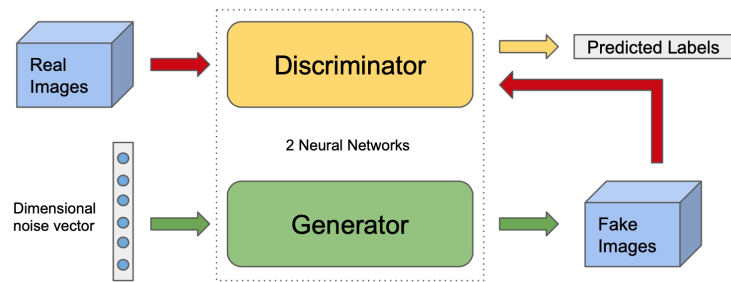 Real
Images
Discriminator
Predicted Labels
2 Neural Networks
Dimensional
noise vector
Generator
Fake
Images